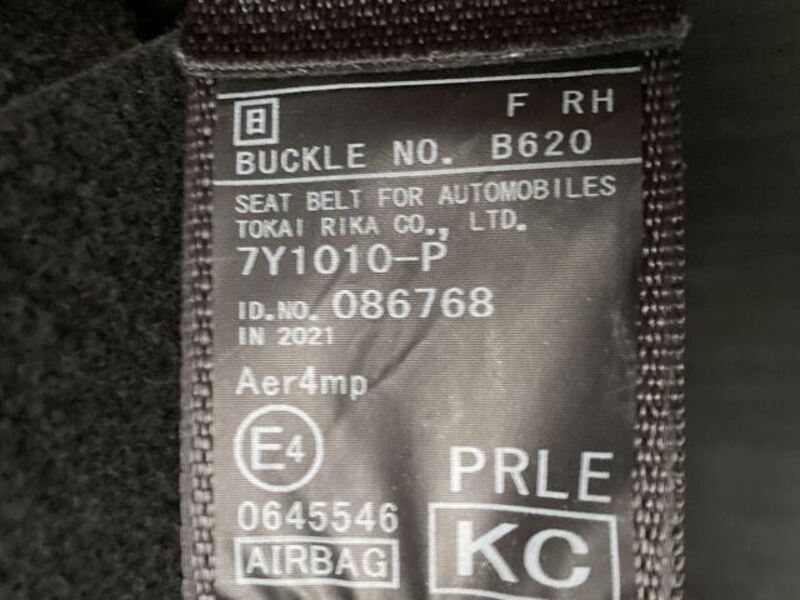 日 F RH
BUCKLE NO. B620
SEAT BELT FOR AUTOMOBILES
TOKAI RIKA CO., LTD.
7Y1010-P
ID.NO. 086768
IN 2021
Aer4mp
E4
PRLE
0645546
KC
AIRBAG